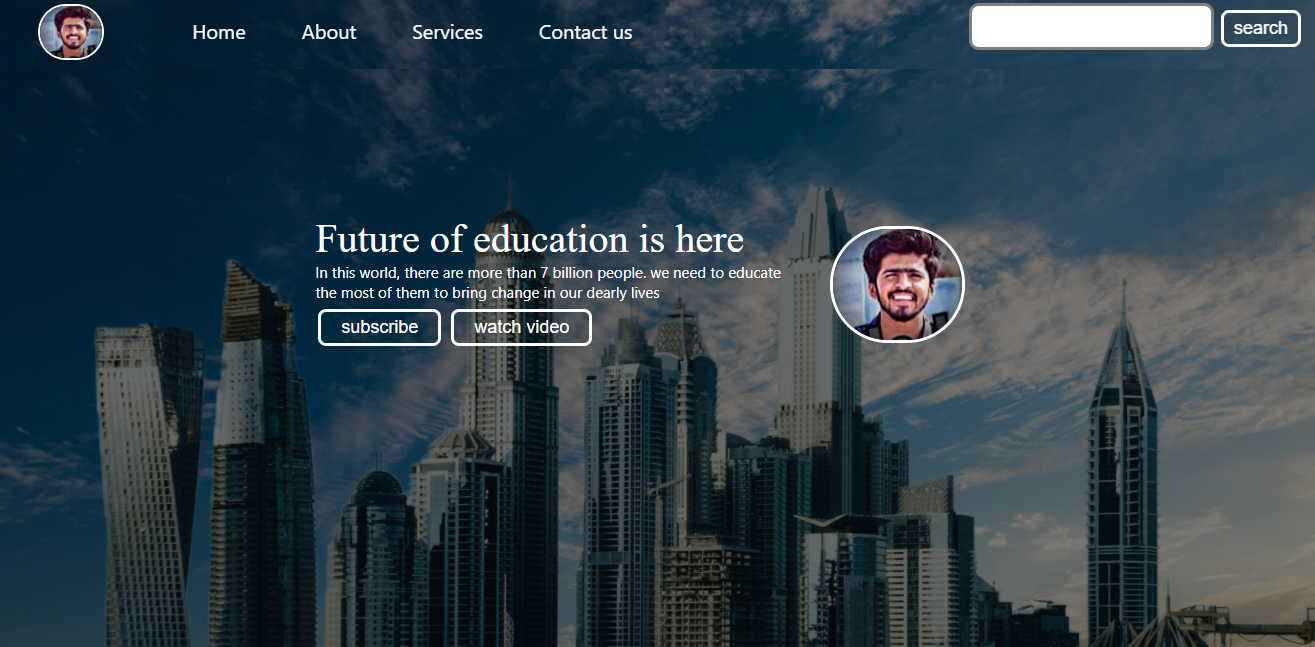 Home About Services Contact us search
Future of education is here
In this world, there are more than 7 billion people. we need to educate
the most of them to bring change in our dearly lives
subscribe watch video